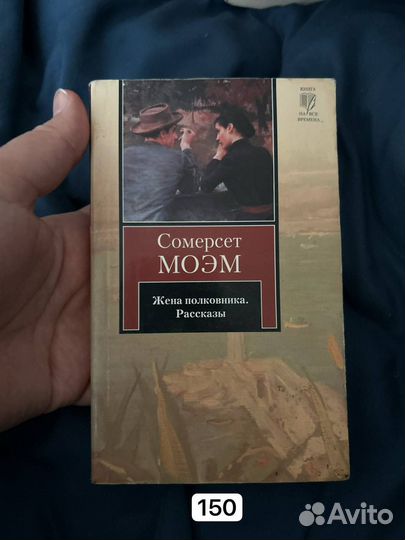 КНИГА
НА ВСЕ
ВРЕМЕНА
Сомерсет
МОЭМ
Жена полковника.
Рассказы
150
Avito